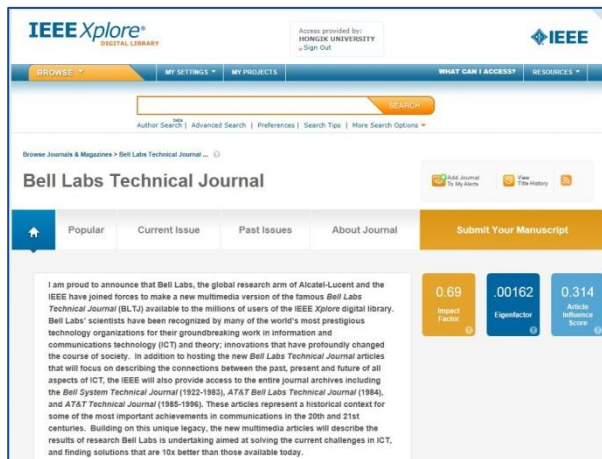 IEEE Xplore®
DIGITAL LIBRARY
Access provided by:
HONGIK UNIVERSITY
Sign Out
IEEE
BROWSE
MY SETTINGS
MY PROJECTS
WHAT CAN I ACCESS?
RESOURCES
SEARCH
Author Search | Advanced Search | Preferences | Search Tips | More Search Options
Beta
Browse Journals & Magazines > Bell Labs Technical Journal ...
Bell Labs Technical Journal
Add Journal
To My Alerts
View
Title History
Popular
Current Issue
Past Issues
About Journal
Submit Your Manuscript
I am proud to announce that Bell Labs, the global research arm of Alcatel-Lucent and the
IEEE have joined forces to make a new multimedia version of the famous Bell Labs
Technical Journal (BLTJ) available to the millions of users of the IEEE Xplore digital library.
Bell Labs' scientists have been recognized by many of the world's most prestigious
technology organizations for their groundbreaking work in information and
communications technology (ICT) and theory; innovations that have profoundly changed
the course of society. In addition to hosting the new Bell Labs Technical Journal articles
that will focus on describing the connections between the past, present and future of all
aspects of ICT, the IEEE will also provide access to the entire journal archives including
the Bell System Technical Journal (1922-1983), AT&T Bell Labs Technical Journal (1984),
and AT&T Technical Journal (1985-1996). These articles represent a historical context for
some of the most important achievements in communications in the 20th and 21st
centuries. Building on this unique legacy, the new multimedia articles will describe the
results of research Bell Labs is undertaking aimed at solving the current challenges in ICT,
and finding solutions that are 10x better than those available today.
0.69
Impact
Factor
.00162
Eigenfactor
0.314
Article
Influence
Score